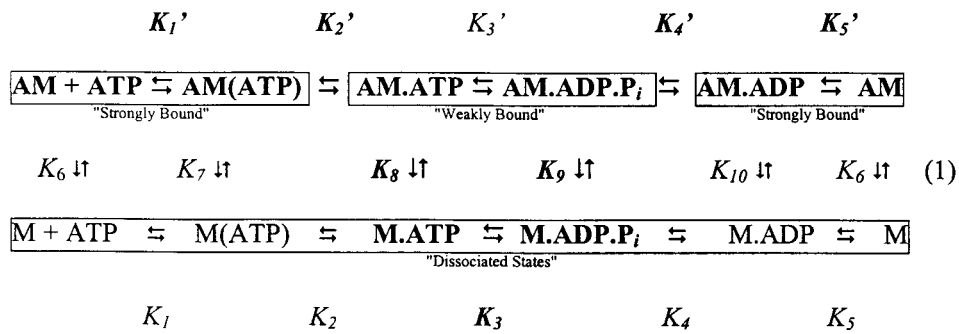 K₁’ K₂’ K₃’ K₄’ K₅’
AM + ATP ⇆ AM(ATP) ⇆ AM.ATP ⇆ AM.ADP.Pᵢ ⇆ AM.ADP ⇆ AM
"Strongly Bound" "Weakly Bound" "Strongly Bound"
K₆ ↓↑ K₇ ↓↑ K₈ ↓↑ K₉ ↓↑ K₁₀ ↓↑ K₆ ↓↑ (1)
M + ATP ⇆ M(ATP) ⇆ M.ATP ⇆ M.ADP.Pᵢ ⇆ M.ADP ⇆ M
"Dissociated States"
K₁ K₂ K₃ K₄ K₅